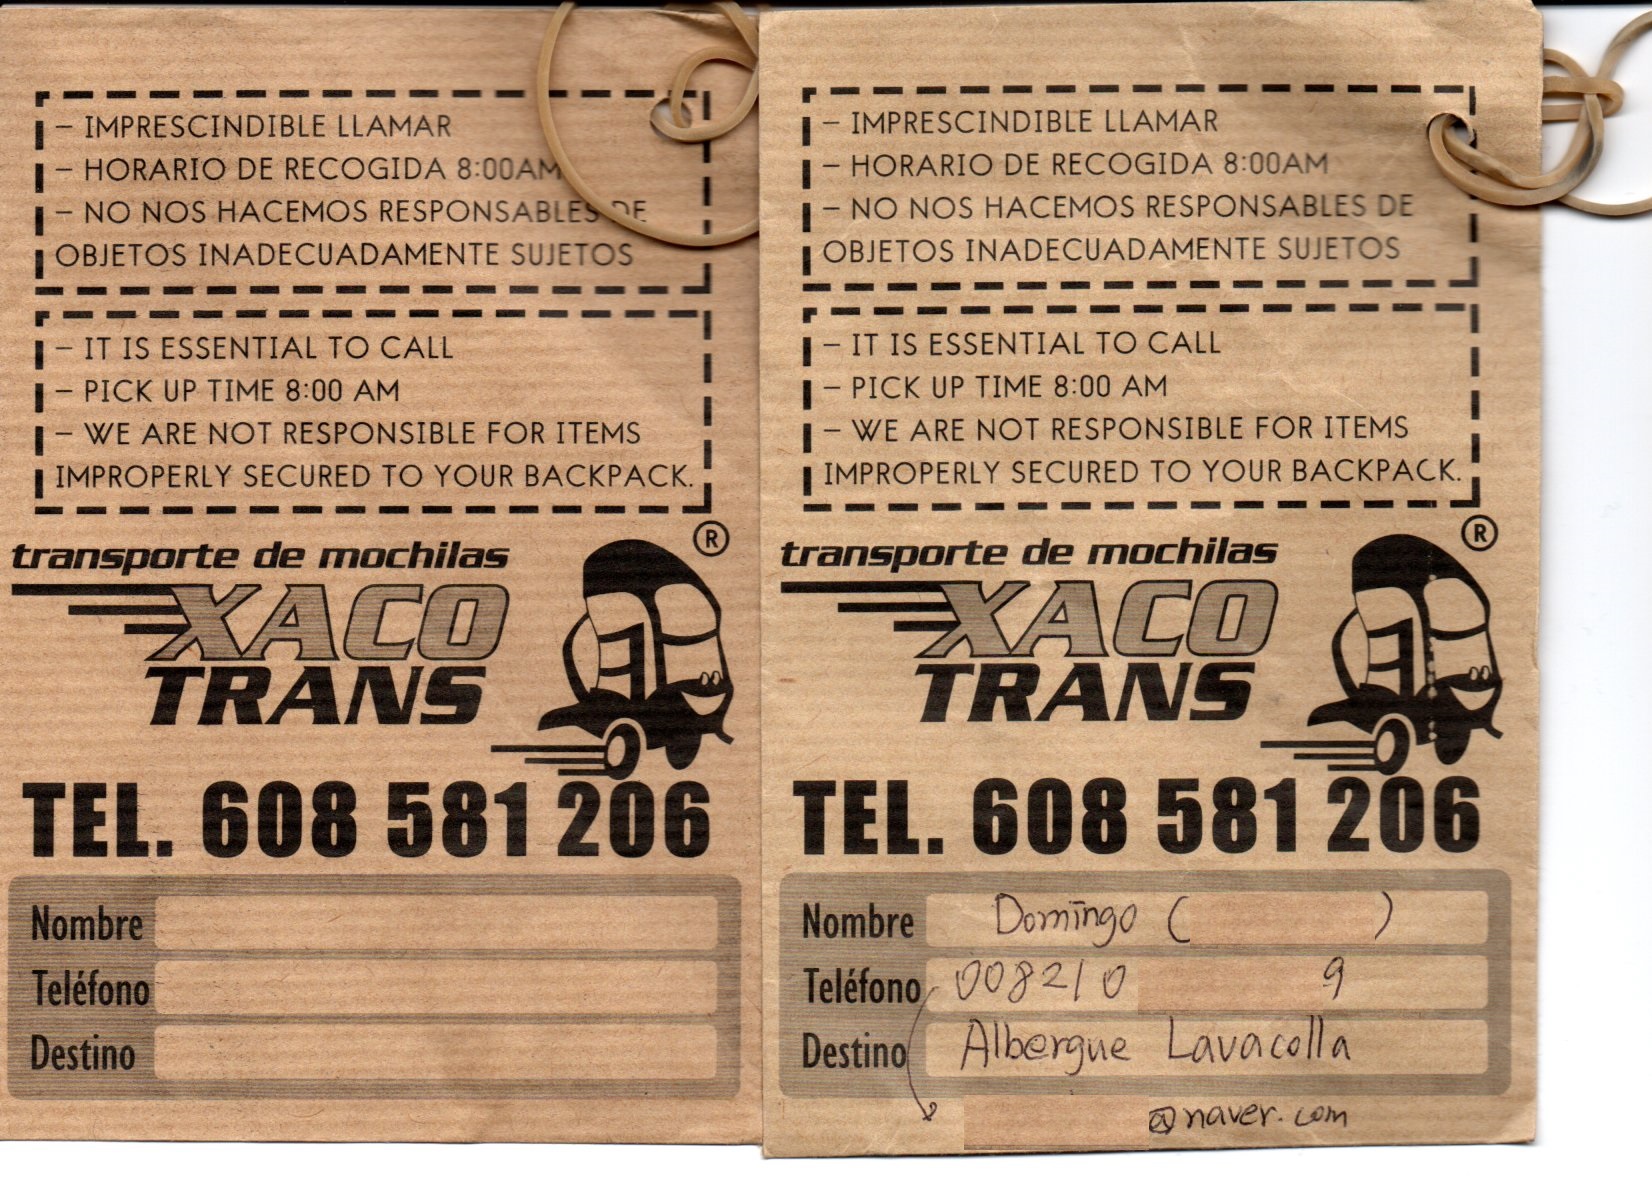 – IMPRESCINDIBLE LLAMAR
– HORARIO DE RECOGIDA 8:00AM
– NO NOS HACEMOS RESPONSABLES DE
OBJETOS INADECUADAMENTE SUJETOS
– IT IS ESSENTIAL TO CALL
– PICK UP TIME 8:00 AM
– WE ARE NOT RESPONSIBLE FOR ITEMS
IMPROPERLY SECURED TO YOUR BACKPACK.
®
transporte de mochilas
XACO
TRANS
TEL. 608 581 206
Nombre
Teléfono
Destino
– IMPRESCINDIBLE LLAMAR
– HORARIO DE RECOGIDA 8:00AM
– NO NOS HACEMOS RESPONSABLES DE
OBJETOS INADECUADAMENTE SUJETOS
– IT IS ESSENTIAL TO CALL
– PICK UP TIME 8:00 AM
– WE ARE NOT RESPONSIBLE FOR ITEMS
IMPROPERLY SECURED TO YOUR BACKPACK.
®
transporte de mochilas
XACO
TRANS
TEL. 608 581 206
Nombre Domingo ( )
Teléfono 008210 9
Destino Albergue Lavacolla
@naver.com